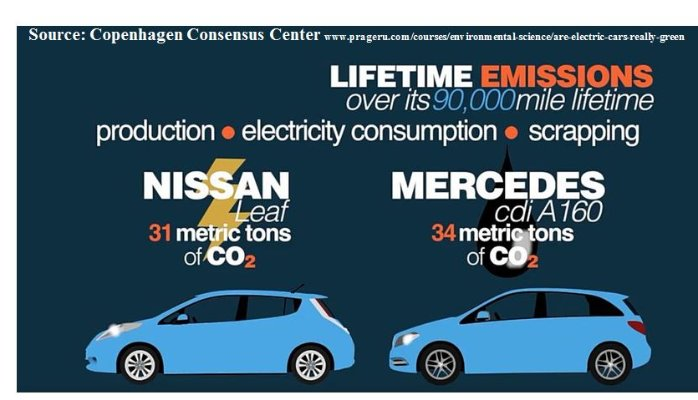 Source: Copenhagen Consensus Center www.prageru.com/courses/environmental-science/are-electric-cars-really-green
LIFETIME EMISSIONS
over its 90,000 mile lifetime
production • electricity consumption • scrapping
NISSAN
Leaf
31 metric tons
of CO2
MERCEDES
cdi A160
34 metric tons
of CO2